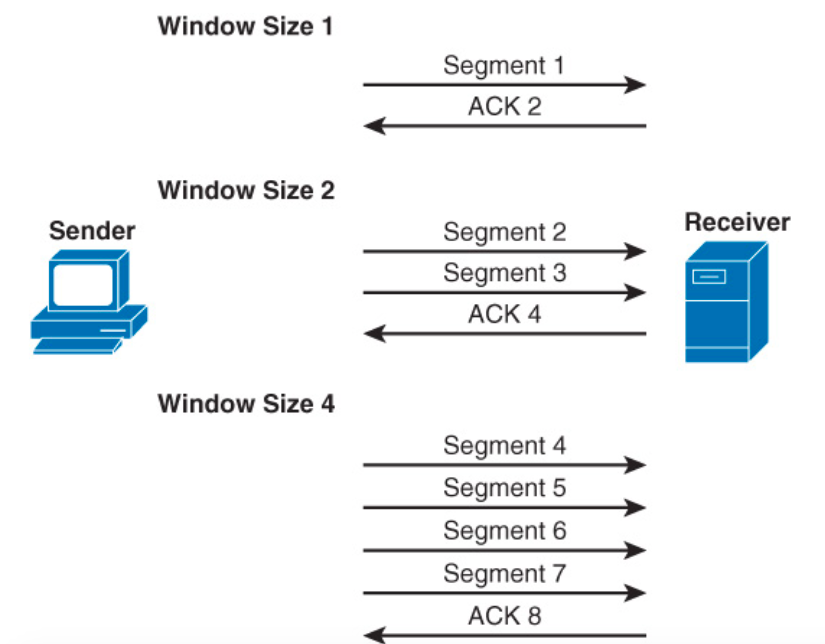 Window Size 1
Segment 1
ACK 2
Window Size 2
Sender
Receiver
Segment 2
Segment 3
ACK 4
Window Size 4
Segment 4
Segment 5
Segment 6
Segment 7
ACK 8